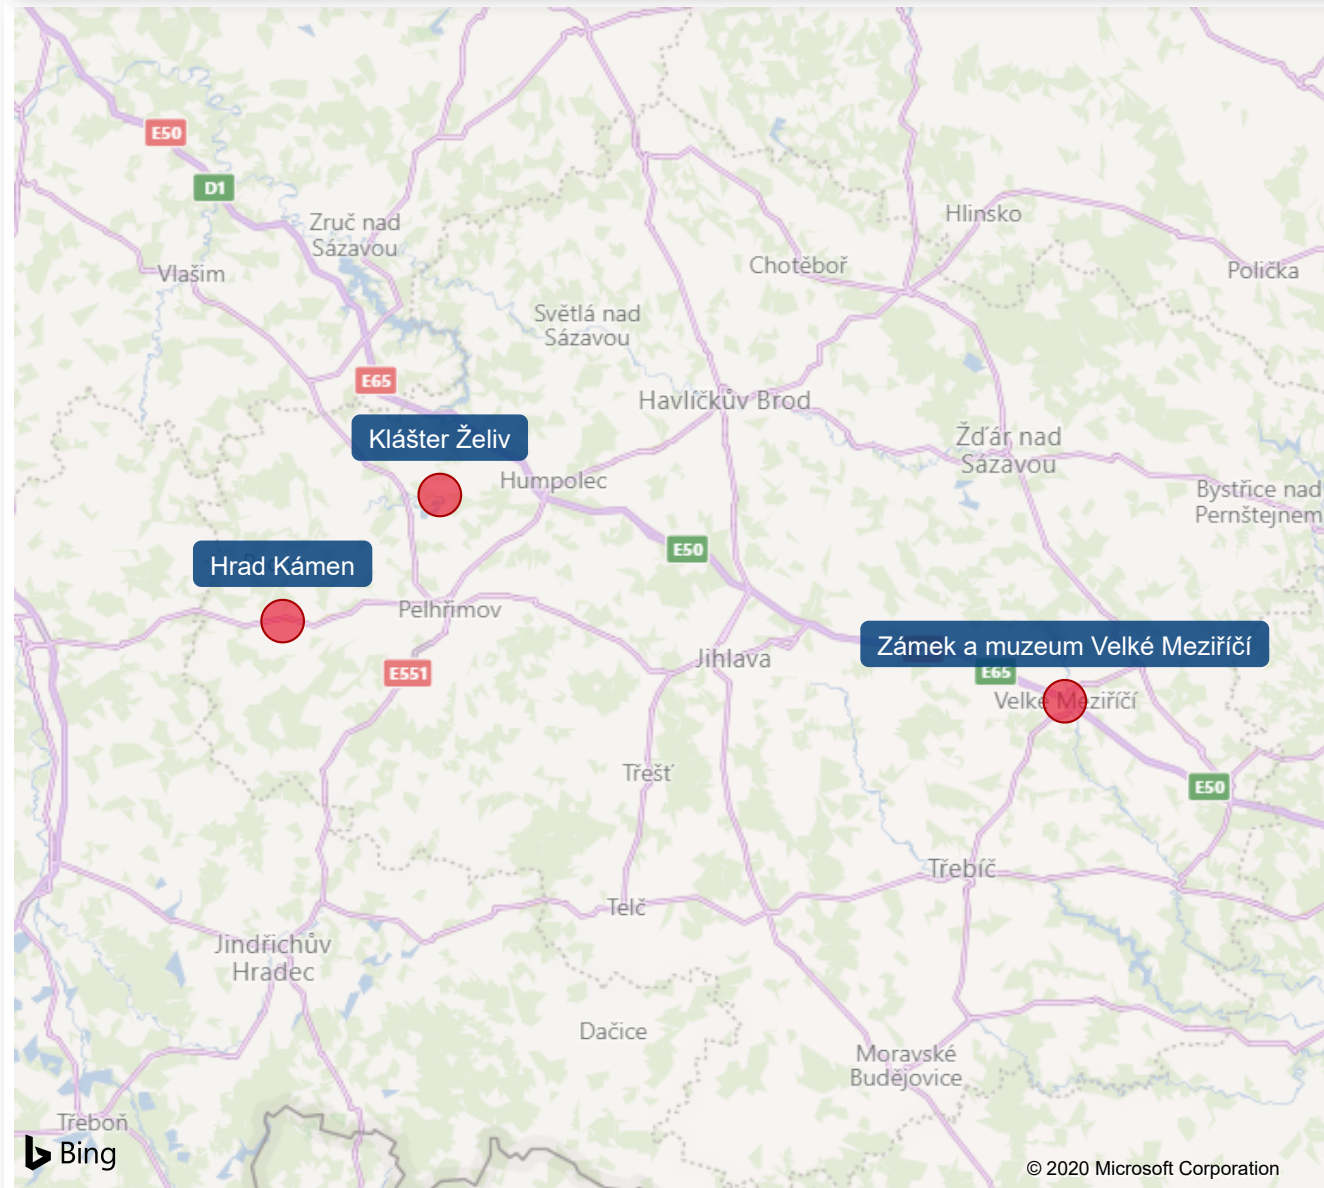 E50
D1
Zruč nad
Sázavou
Hlinsko
Vlašim
Chotěboř
Polička
Světlá nad
Sázavou
E65
Havlíčkův Brod
Klášter Želiv
Žďár nad
Sázavou
Humpolec
Bystřice nad
Pernštejnem
E50
Hrad Kámen
Pelhřimov
Jihlava
Zámek a muzeum Velké Meziříčí
E551
E65
Velké Meziříčí
Třešť
E50
Třebíč
Telč
Jindřichův
Hradec
Dačice
Moravské
Budějovice
Třeboň
Bing
© 2020 Microsoft Corporation